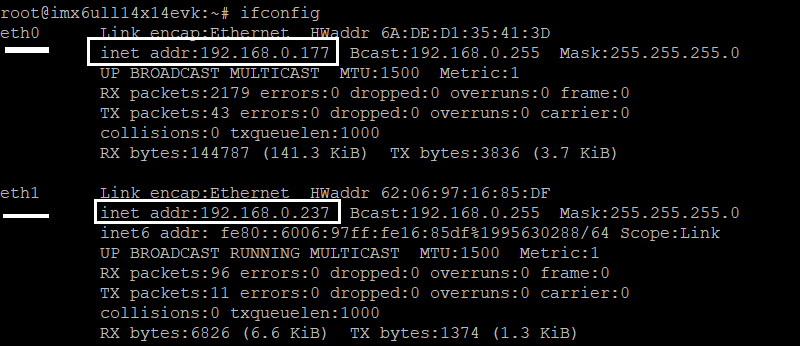 root@imx6ull14x14evk:~# ifconfig
eth0      Link encap:Ethernet  HWaddr 6A:DE:D1:35:41:3D
          inet addr:192.168.0.177  Bcast:192.168.0.255  Mask:255.255.255.0
          UP BROADCAST MULTICAST  MTU:1500  Metric:1
          RX packets:2179 errors:0 dropped:0 overruns:0 frame:0
          TX packets:43 errors:0 dropped:0 overruns:0 carrier:0
          collisions:0 txqueuelen:1000
          RX bytes:144787 (141.3 KiB)  TX bytes:3836 (3.7 KiB)
eth1      Link encap:Ethernet  HWaddr 62:06:97:16:85:DF
          inet addr:192.168.0.237  Bcast:192.168.0.255  Mask:255.255.255.0
          inet6 addr: fe80::6006:97ff:fe16:85df%1995630288/64 Scope:Link
          UP BROADCAST RUNNING MULTICAST  MTU:1500  Metric:1
          RX packets:96 errors:0 dropped:0 overruns:0 frame:0
          TX packets:11 errors:0 dropped:0 overruns:0 carrier:0
          collisions:0 txqueuelen:1000
          RX bytes:6826 (6.6 KiB)  TX bytes:1374 (1.3 KiB)